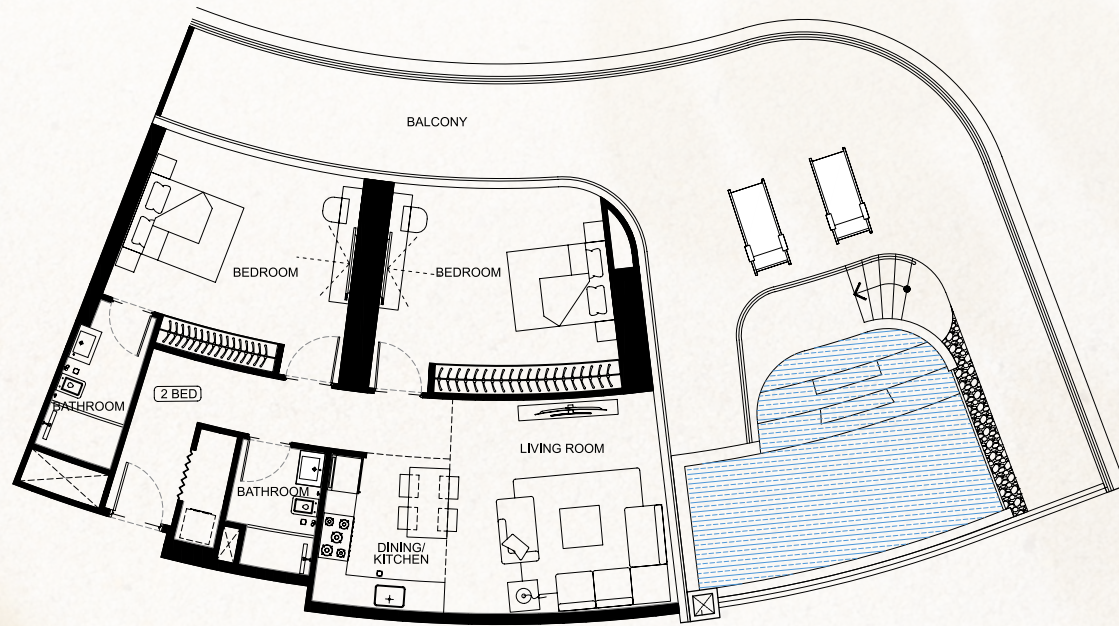 BALCONY
BEDROOM
BEDROOM
2 BED
BATHROOM
LIVING ROOM
BATHROOM
DINING/
KITCHEN